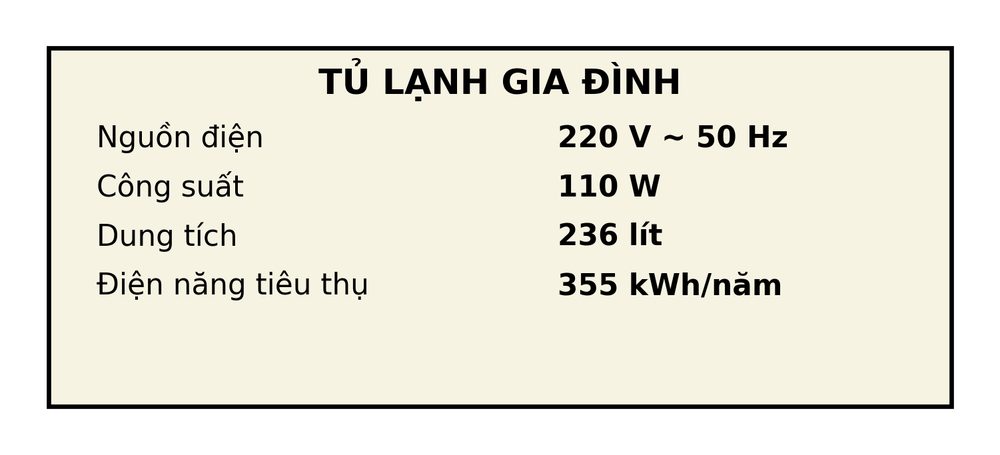 TỦ LẠNH GIA ĐÌNH
Nguồn điện 220 V ~ 50 Hz
Công suất 110 W
Dung tích 236 lít
Điện năng tiêu thụ 355 kWh/năm